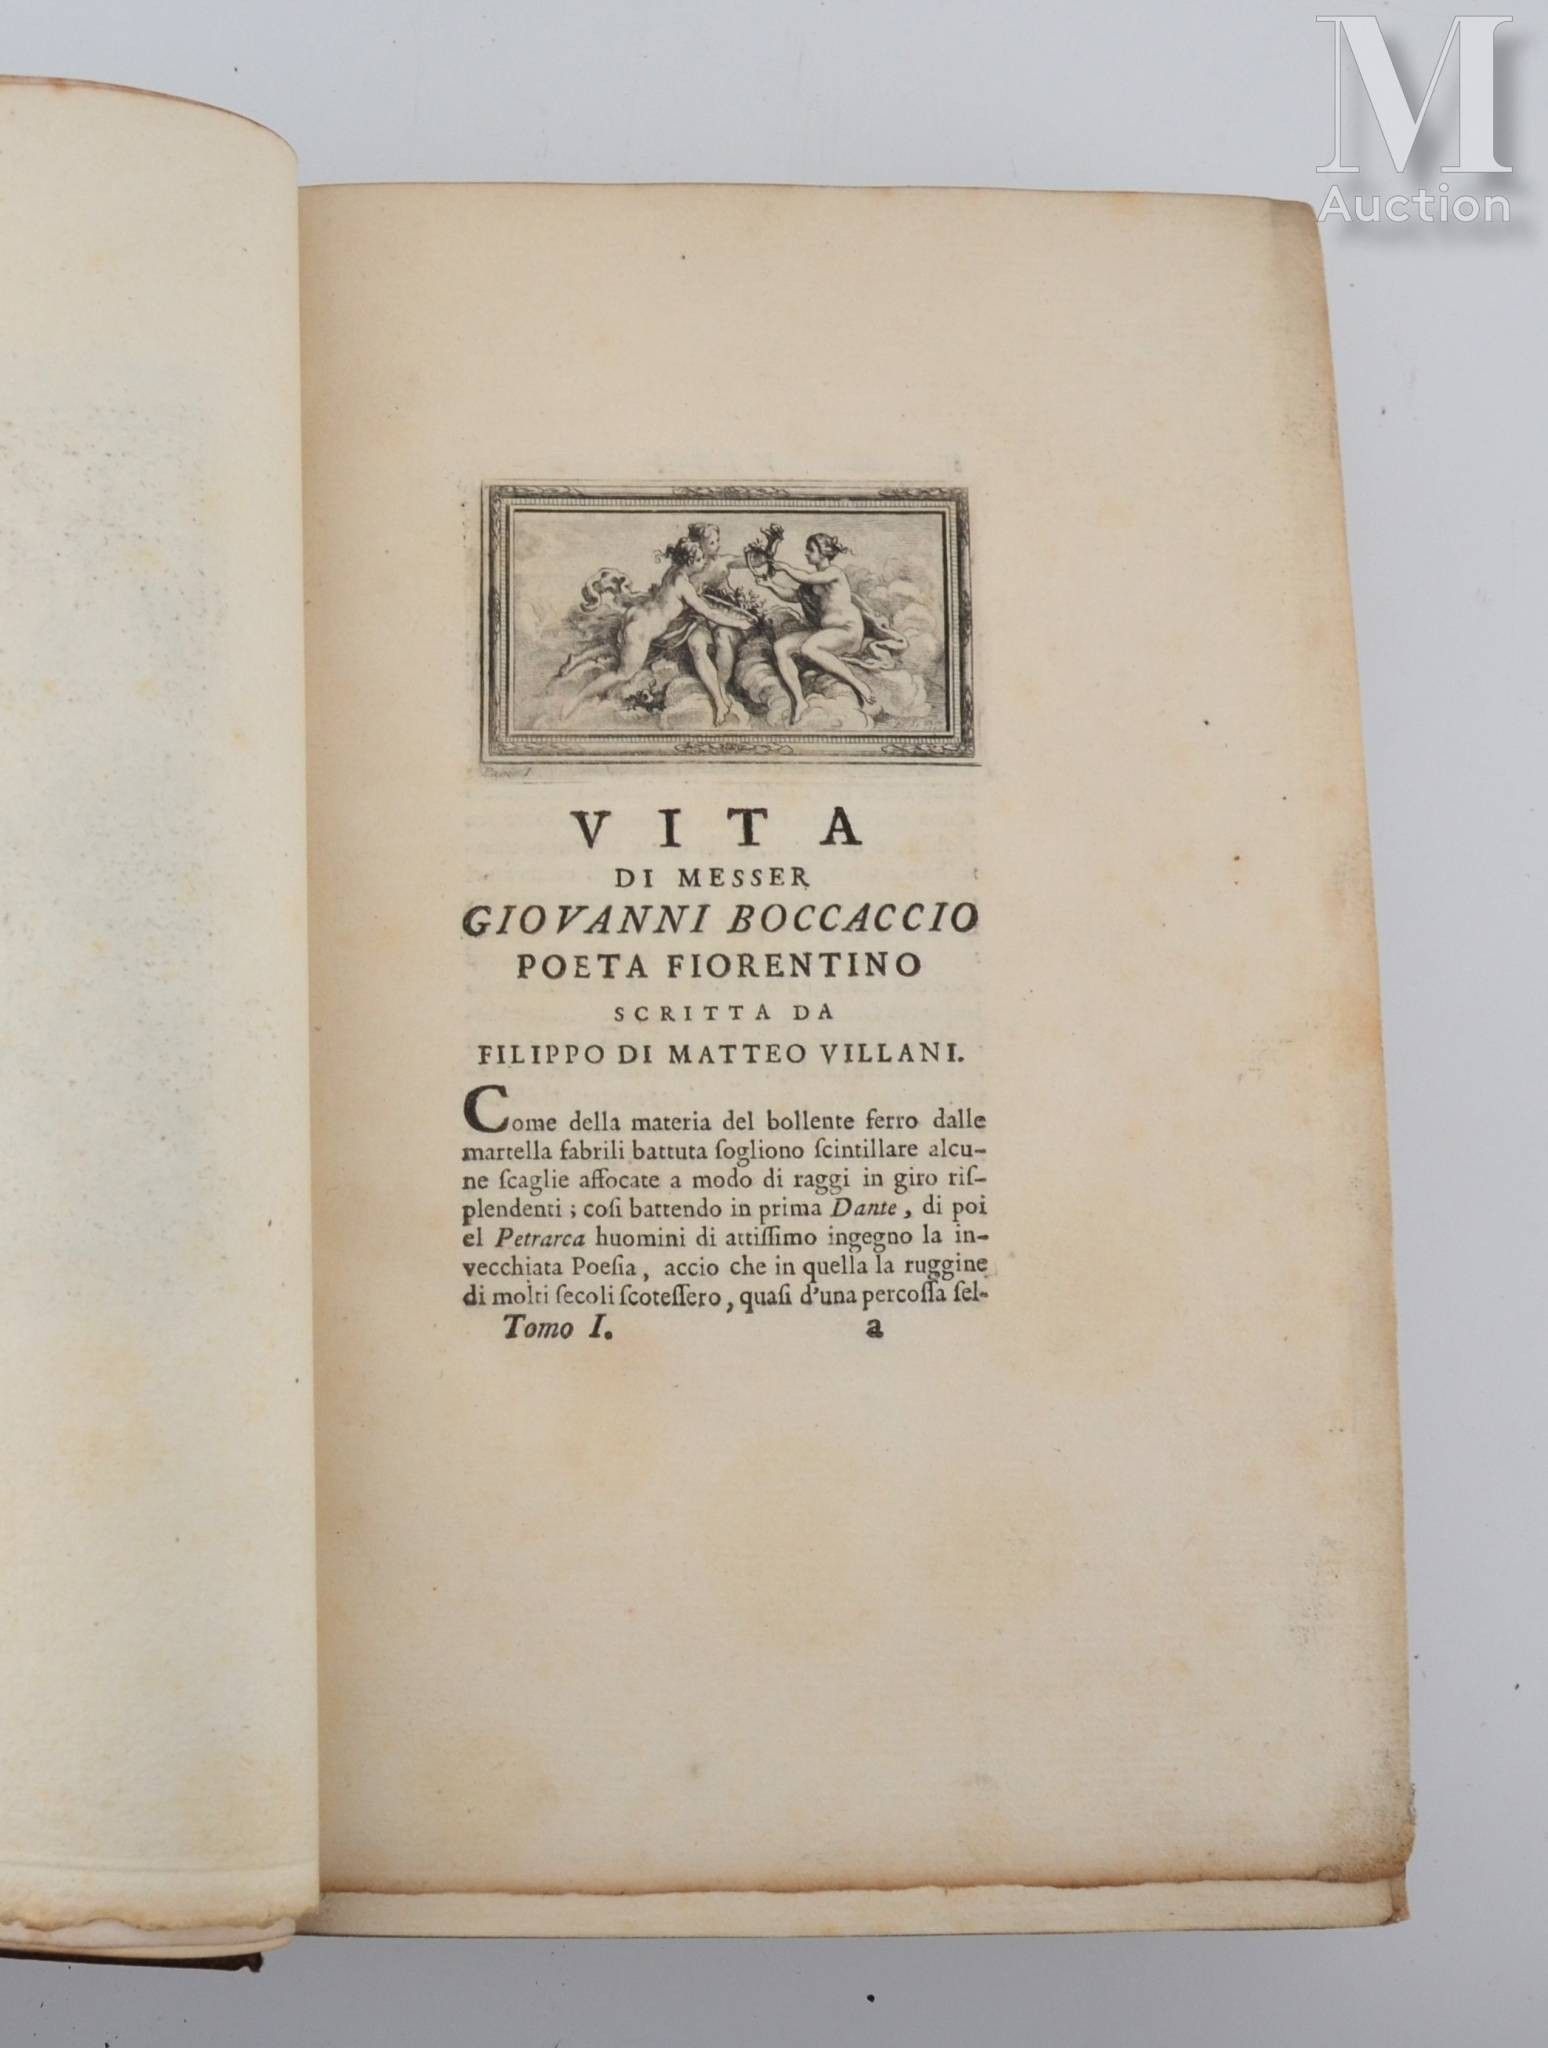 M
Auction
VITA
DI MESSER
GIOVANNI BOCCACCIO
POETA FIORENTINO
SCRITTA DA
FILIPPO DI MATTEO VILLANI.
Come della materia del bollente ferro dalle
martella fabrili battuta ſogliono ſcintillare alcu-
ne ſcaglie affocate a modo di raggi in giro riſ-
plendenti; coſi battendo in prima Dante, di poi
el Petrarca huomini di attiſſimo ingegno la in-
vecchiata Poeſia, accio che in quella la ruggine
di molti ſecoli ſcoteſſero, quaſi d'una percoſſa ſel-
Tomo I. a